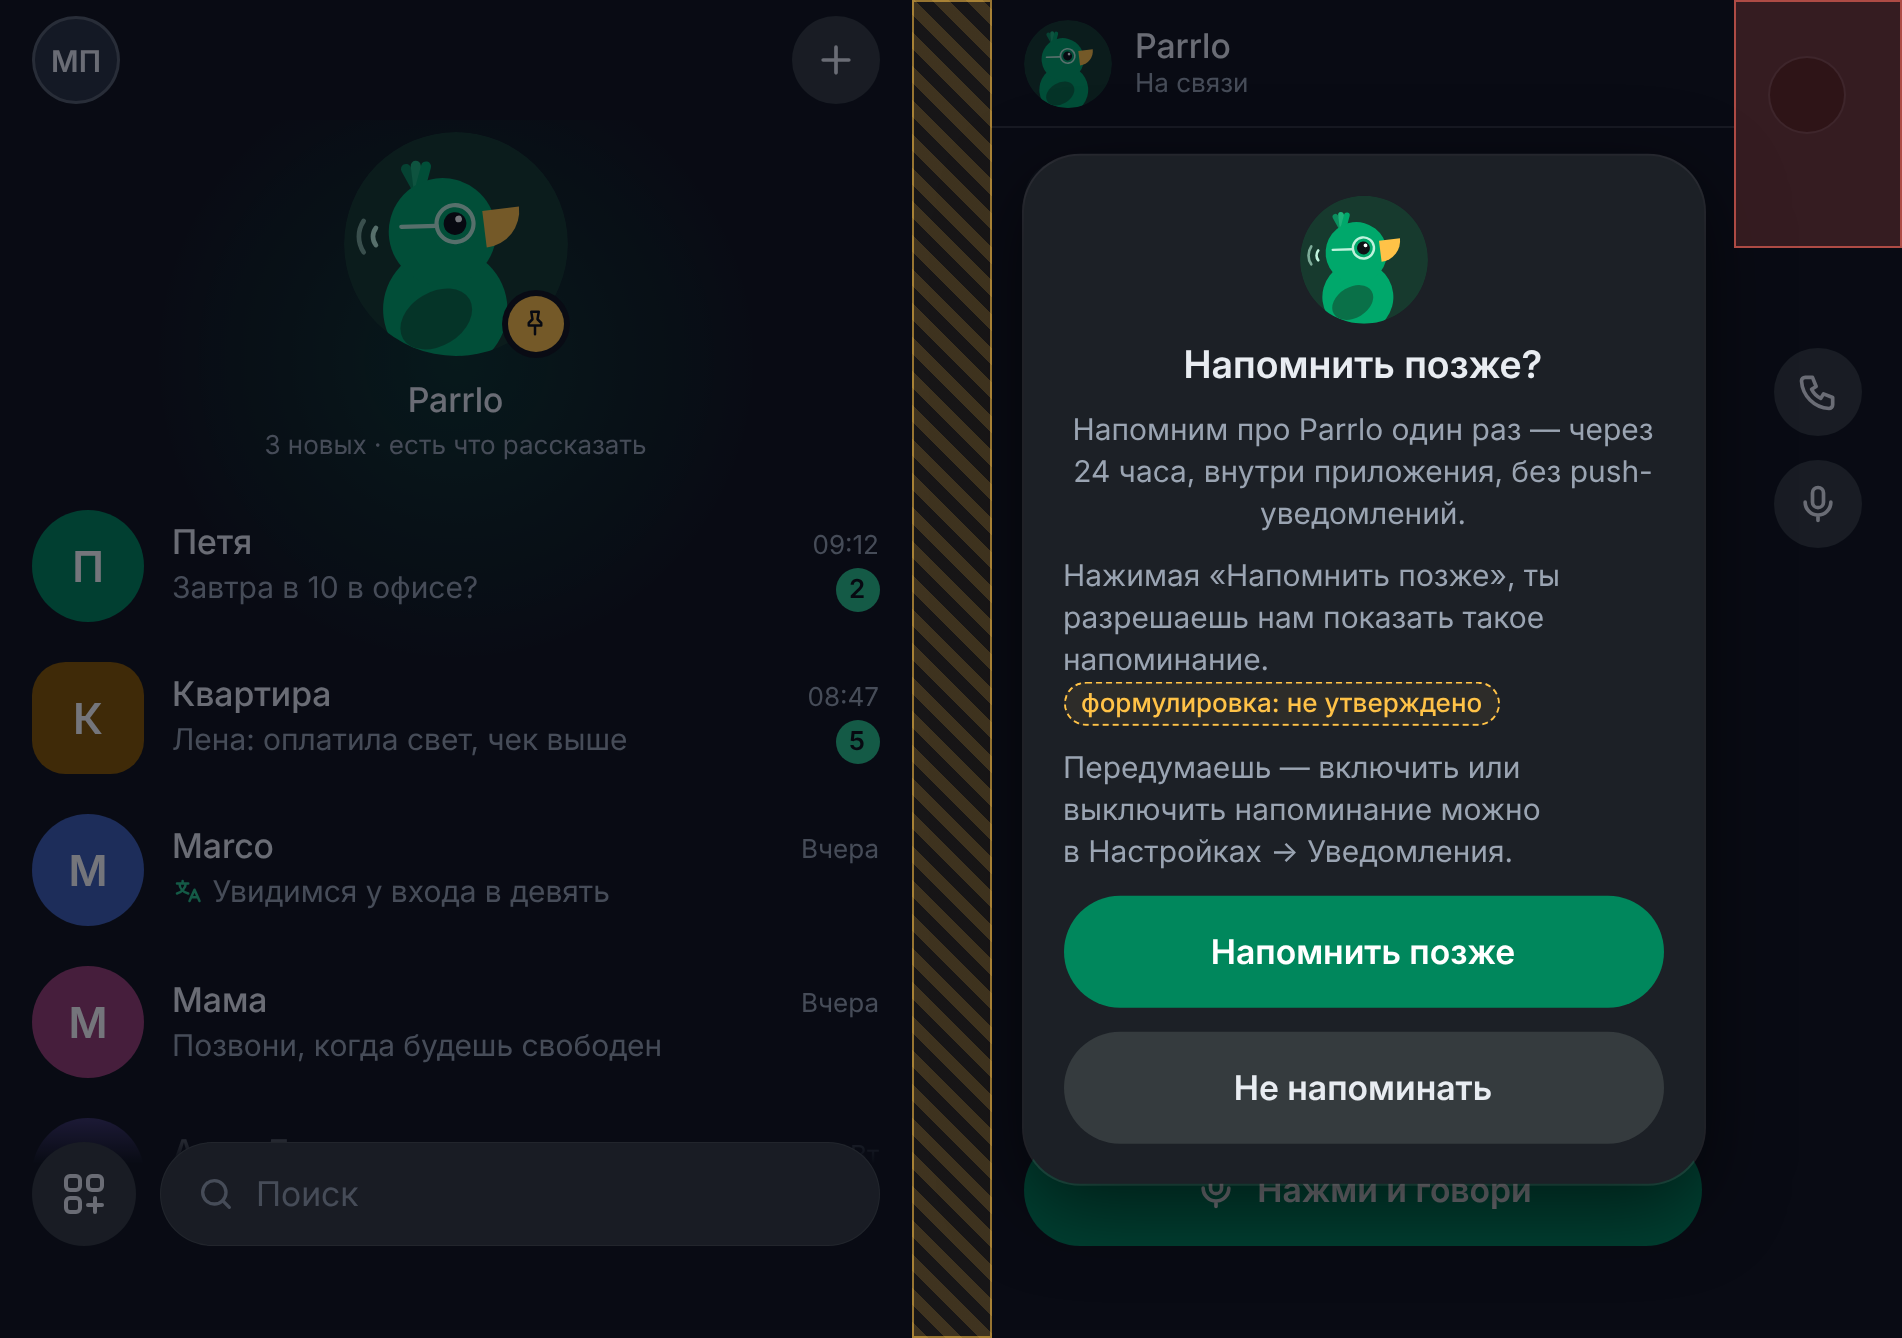 МП
Parrlo
3 новых · есть что рассказать
Петя
09:12
Завтра в 10 в офисе?
2
Квартира
08:47
Лена: оплатила свет, чек выше
5
Marco
Вчера
Увидимся у входа в девять
Мама
Вчера
Позвони, когда будешь свободен
Поиск
П
К
M
М
Parrlo
На связи
Напомнить позже?
Напомним про Parrlo один раз — через
24 часа, внутри приложения, без push-
уведомлений.
Нажимая «Напомнить позже», ты
разрешаешь нам показать такое
напоминание.
формулировка: не утверждено
Передумаешь — включить или
выключить напоминание можно
в Настройках → Уведомления.
Напомнить позже
Не напоминать
Нажми и говори